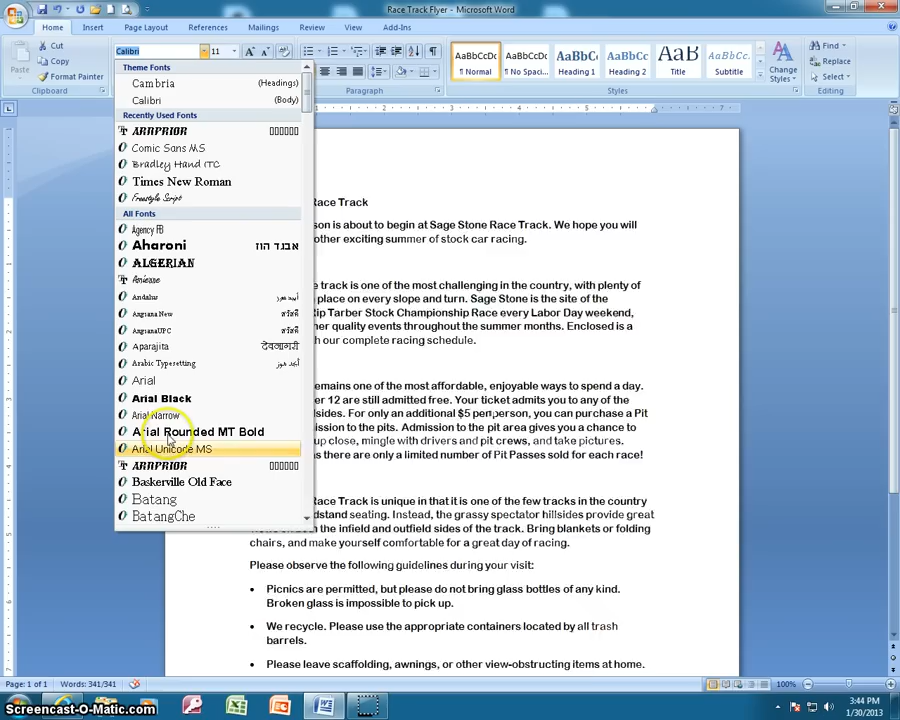 Race Track Flyer - Microsoft Word
Home Insert Page Layout References Mailings Review View Add-Ins
Cut
Copy
Format Painter
Paste
Clipboard
Calibri 11
Paragraph
AaBbCcDc AaBbCcDc AaBbCc AaBbCc AaB AaBbCc.
¶ Normal ¶ No Spaci... Heading 1 Heading 2 Title Subtitle
Change Styles
Styles
Find
Replace
Select
Editing
Theme Fonts
Cambria (Headings)
Calibri (Body)
Recently Used Fonts
ARRPRIOR
Comic Sans MS
Bradley Hand ITC
Times New Roman
Freestyle Script
All Fonts
Agency FB
Aharoni אבגד הוז
ALGERIAN
Andalus أبجد هوز
Angsana New สวัสดี
AngsanaUPC สวัสดี
Aparajita देवनागरी
Arabic Typesetting أبجد هوز
Arial
Arial Black
Arial Narrow
Arial Rounded MT Bold
Arial Unicode MS
ARRPRIOR
Baskerville Old Face
Batang
BatangChe
Race Track
son is about to begin at Sage Stone Race Track. We hope you will
other exciting summer of stock car racing.
e track is one of the most challenging in the country, with plenty of
place on every slope and turn. Sage Stone is the site of the
Rip Tarber Stock Championship Race every Labor Day weekend,
her quality events throughout the summer months. Enclosed is a
h our complete racing schedule.
emains one of the most affordable, enjoyable ways to spend a day.
er 12 are still admitted free. Your ticket admits you to any of the
dsides. For only an additional $5 per person, you can purchase a Pit
mission to the pits. Admission to the pit area gives you a chance to
up close, mingle with drivers and pit crews, and take pictures.
s there are only a limited number of Pit Passes sold for each race!
Race Track is unique in that it is one of the few tracks in the country
dstand seating. Instead, the grassy spectator hillsides provide great
on both the infield and outfield sides of the track. Bring blankets or folding
chairs, and make yourself comfortable for a great day of racing.
Please observe the following guidelines during your visit:
• Picnics are permitted, but please do not bring glass bottles of any kind.
Broken glass is impossible to pick up.
• We recycle. Please use the appropriate containers located by all trash
barrels.
• Please leave scaffolding, awnings, or other view-obstructing items at home.
Page: 1 of 1 Words: 341/341 100%
Screencast-O-Matic.com
3:44 PM
1/30/2013